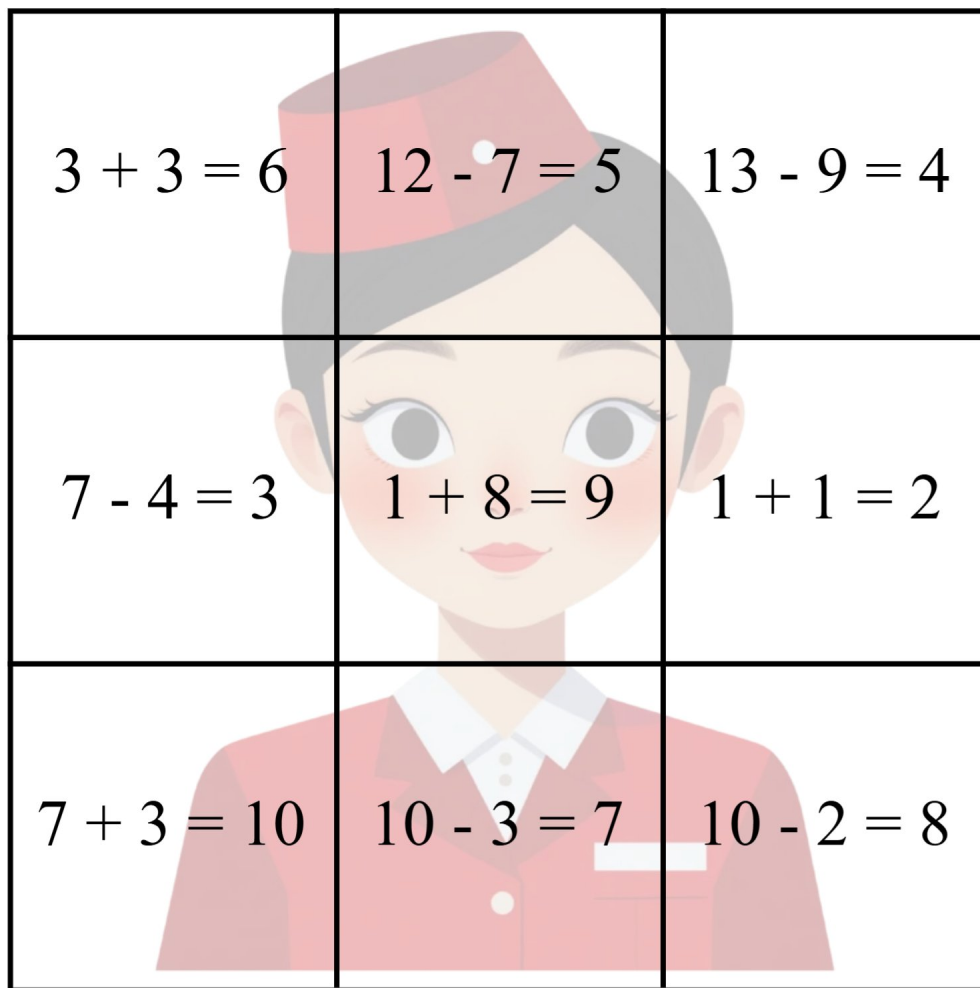 3 + 3 = 6
12 - 7 = 5
13 - 9 = 4
7 - 4 = 3
1 + 8 = 9
1 + 1 = 2
7 + 3 = 10
10 - 3 = 7
10 - 2 = 8